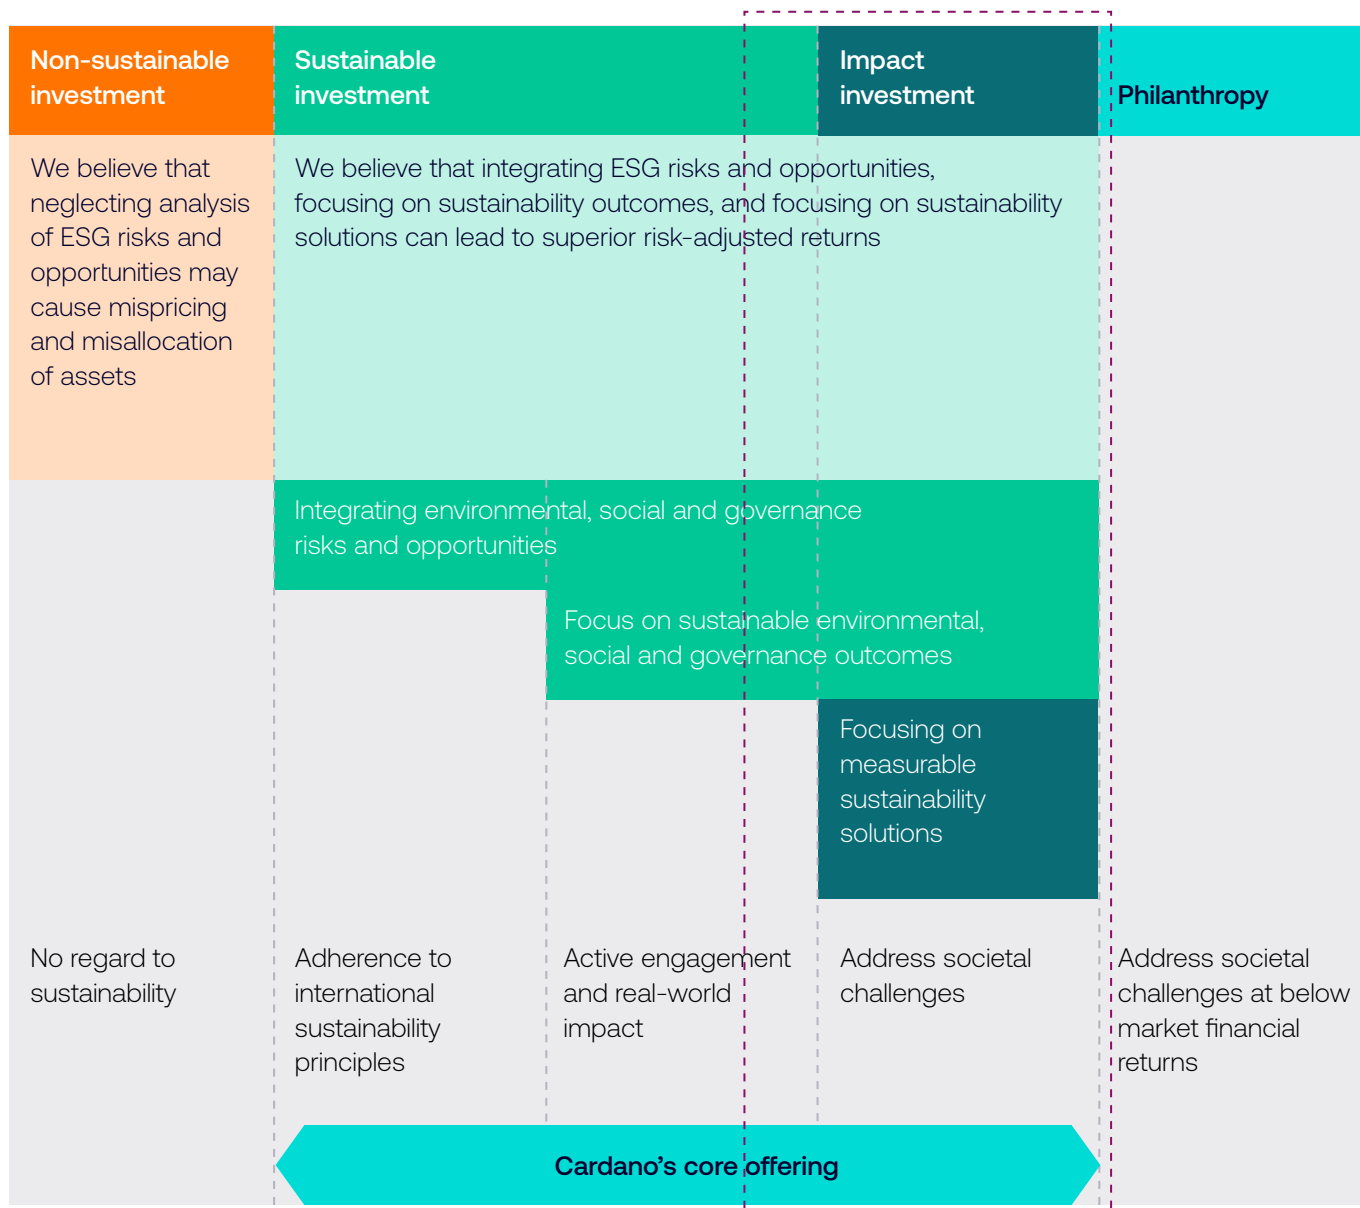 Non-sustainable
investment
Sustainable
investment
Impact
investment
Philanthropy
We believe that
neglecting analysis
of ESG risks and
opportunities may
cause mispricing
and misallocation
of assets
We believe that integrating ESG risks and opportunities,
focusing on sustainability outcomes, and focusing on sustainability
solutions can lead to superior risk-adjusted returns
Integrating environmental, social and governance
risks and opportunities
Focus on sustainable environmental,
social and governance outcomes
Focusing on
measurable
sustainability
solutions
No regard to
sustainability
Adherence to
international
sustainability
principles
Active engagement
and real-world
impact
Address societal
challenges
Address societal
challenges at below
market financial
returns
Cardano’s core offering